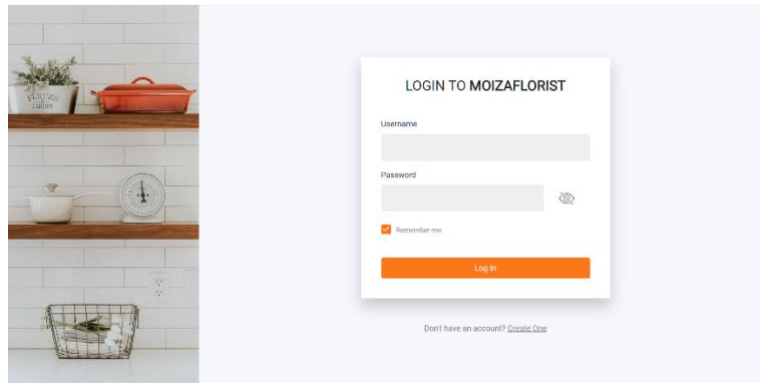 LOGIN TO MOIZAFLORIST
Username
Password
Remember me
Log In
Don't have an account? Create One